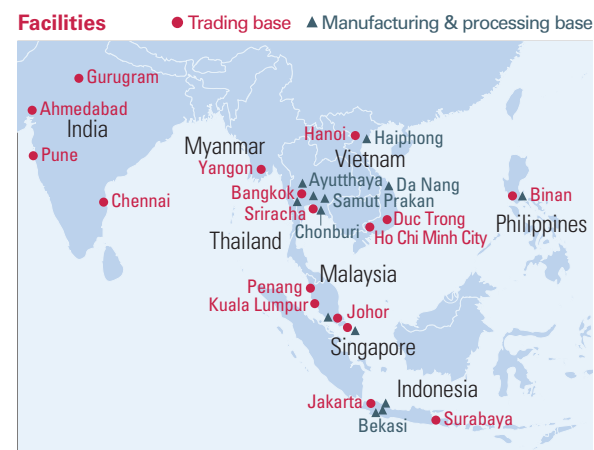 Facilities
Trading base
Manufacturing & processing base
Gurugram
Ahmedabad
India
Pune
Chennai
Myanmar
Yangon
Hanoi
Haiphong
Vietnam
Ayutthaya
Da Nang
Bangkok
Samut Prakan
Sriracha
Chonburi
Duc Trong
Ho Chi Minh City
Thailand
Binan
Philippines
Malaysia
Penang
Kuala Lumpur
Johor
Singapore
Indonesia
Jakarta
Bekasi
Surabaya